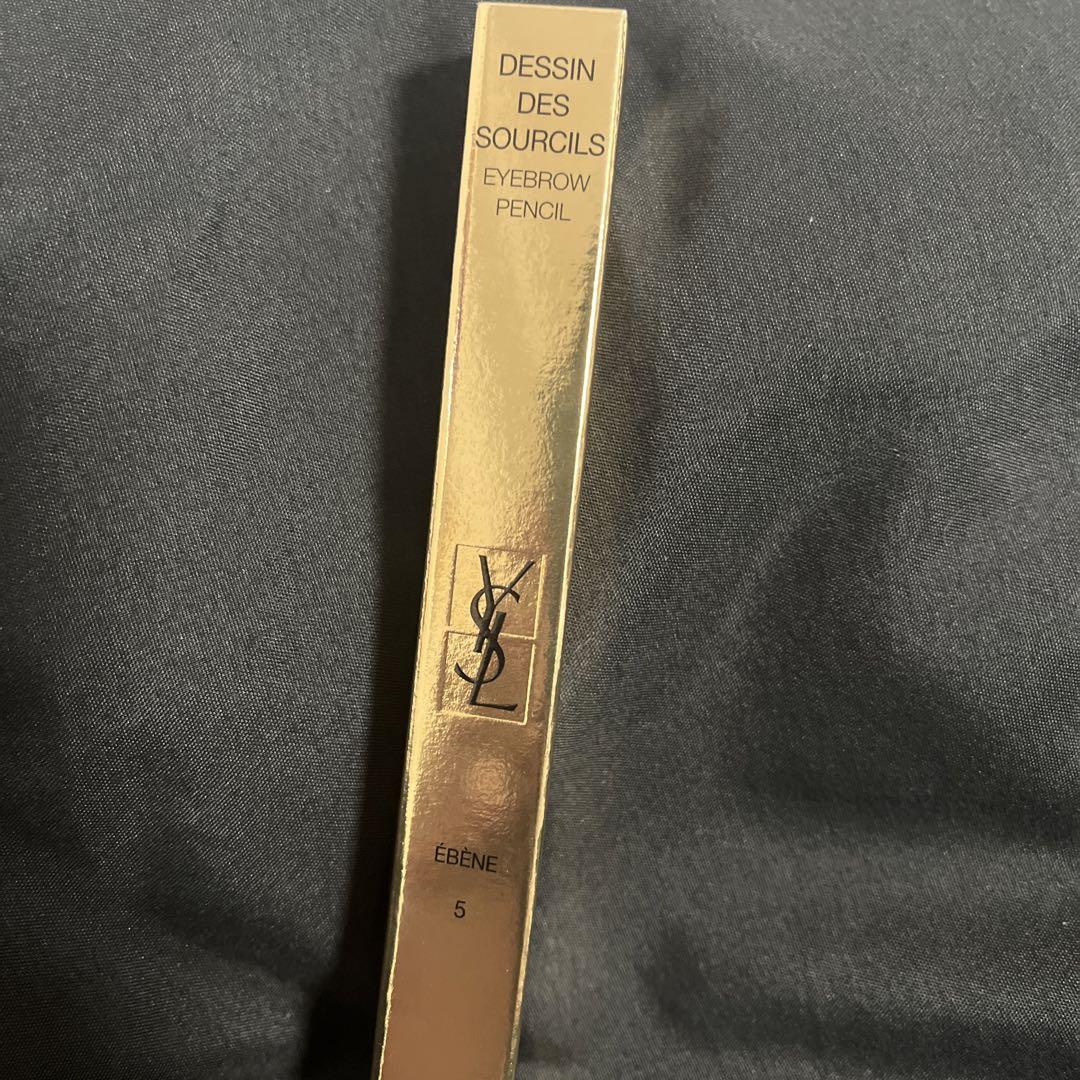 DESSIN
DES
SOURCILS
EYEBROW
PENCIL
YSL
ÉBÈNE
5